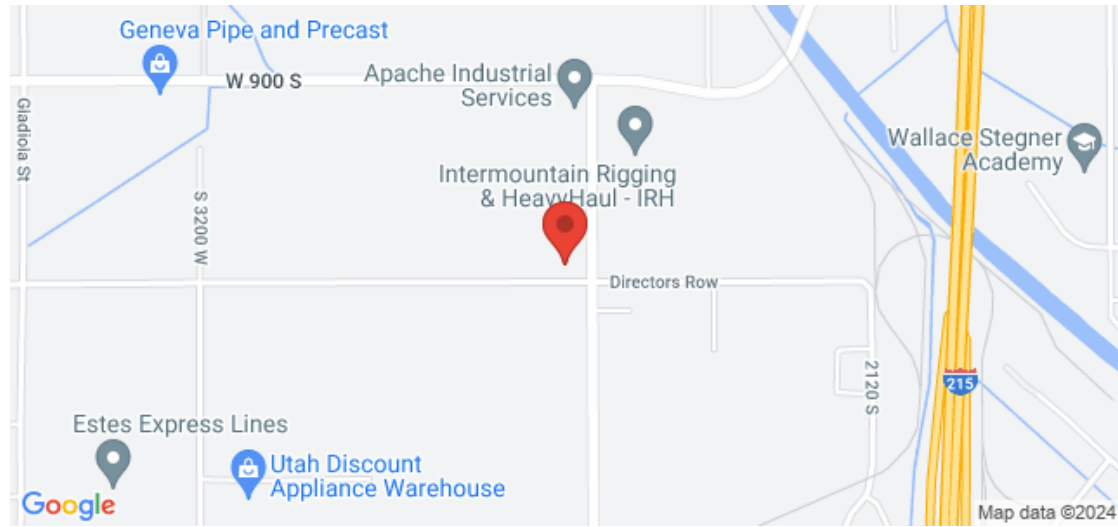 Geneva Pipe and Precast
W 900 S
Apache Industrial
Services
Gladiola St
Wallace Stegner
Academy
Intermountain Rigging
& HeavyHaul - IRH
S 3200 W
Directors Row
2120 S
215
Estes Express Lines
Utah Discount
Appliance Warehouse
Google
Map data ©2024